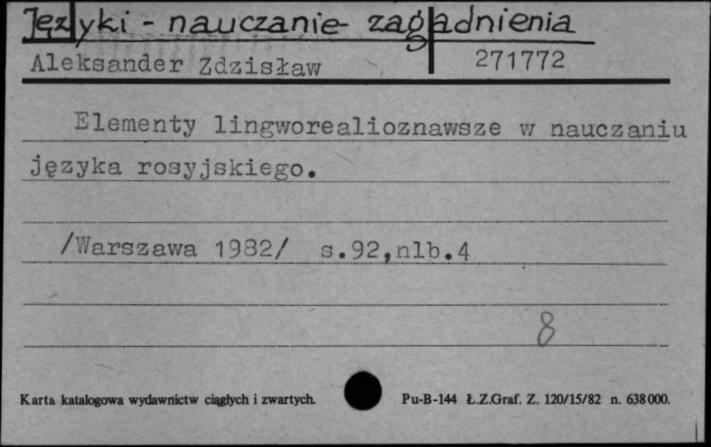 Języki - nauczanie- zagadnienia
Aleksander Zdzisław 271772
Elementy lingworealioznawsze w nauczaniu
języka rosyjskiego.
/Warszawa 1982/ s.92,nlb.4
8
Karta katalogowa wydawnictw ciągłych i zwartych. Pu-B-144 Ł.Z.Graf. Z. 120/15/82 n. 638000.